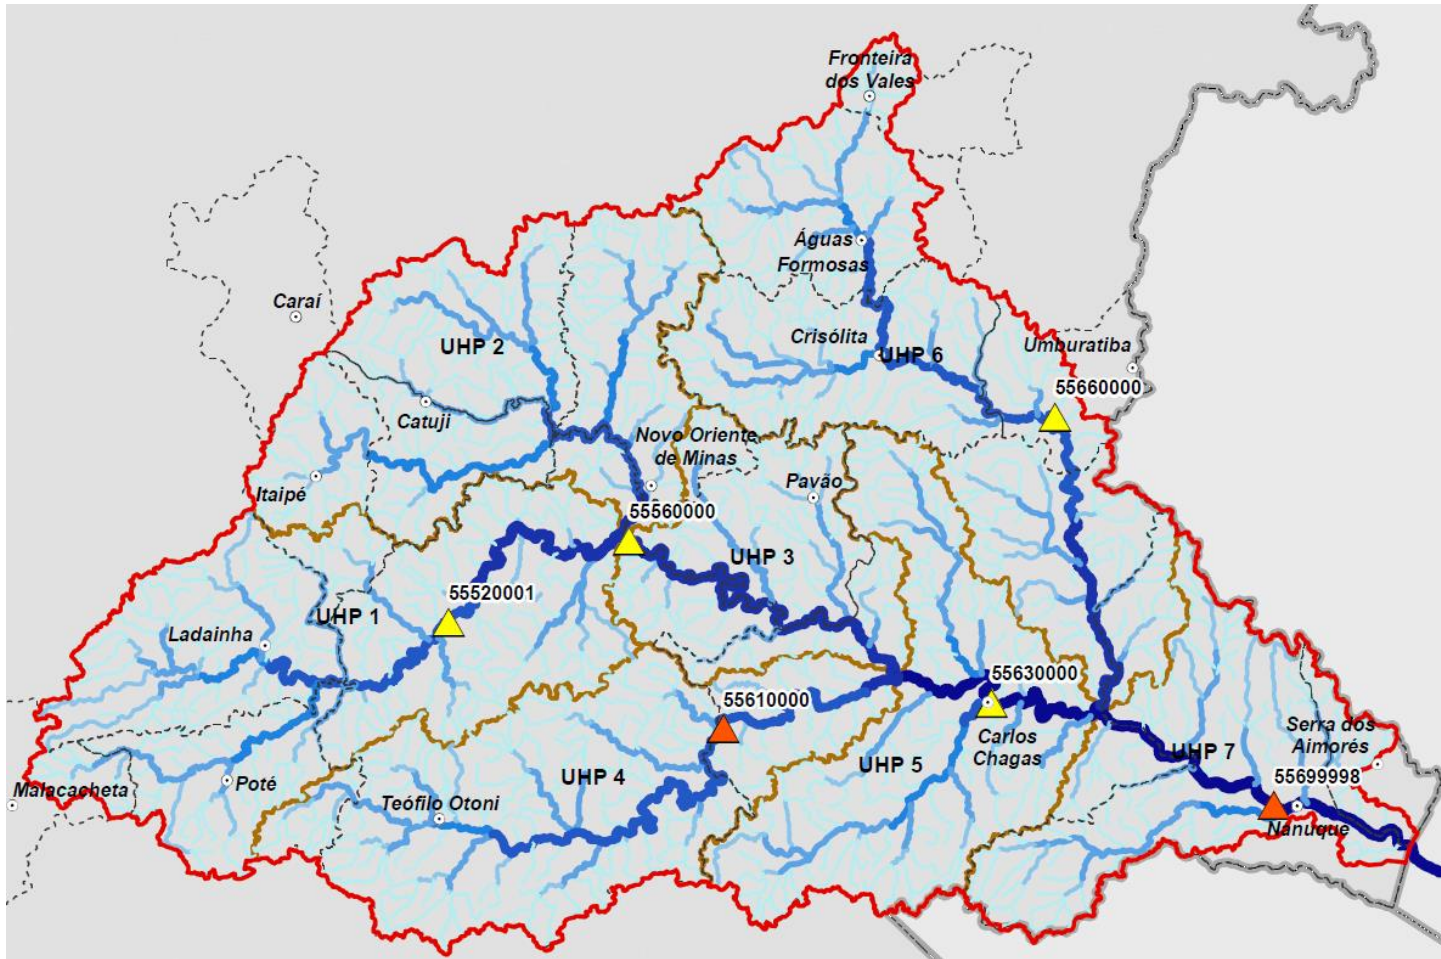 Fronteira
dos Vales
Águas
Formosas
Caraí
Crisólita
UHP 6
Umburatiba
UHP 2
55660000
Catuji
Novo Oriente
de Minas
Itaipé
Pavão
55560000
UHP 3
55520001
UHP 1
Ladainha
55630000
55610000
Serra dos
Aimorés
Carlos
Chagas
UHP 7
UHP 5
UHP 4
55699998
Malacacheta
Poté
Teófilo Otoni
Nanuque